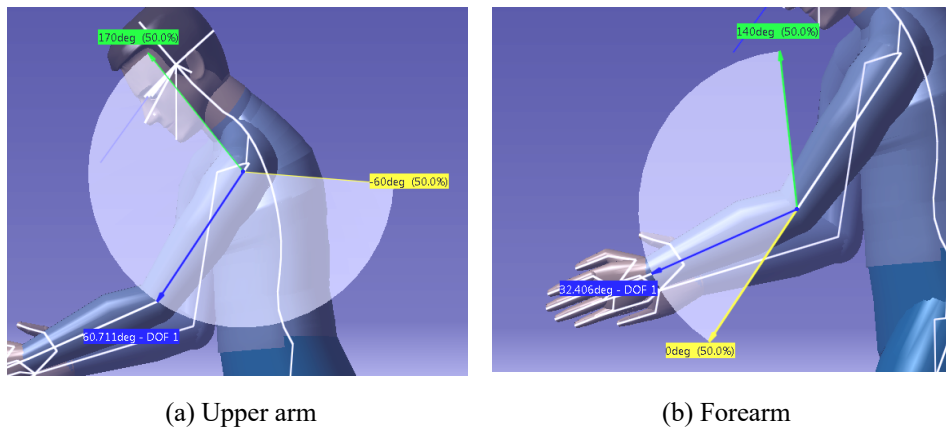 170deg (50.0%)
-60deg (50.0%)
60.711deg - DOF 1
140deg (50.0%)
32.406deg - DOF 1
0deg (50.0%)
(a) Upper arm
(b) Forearm